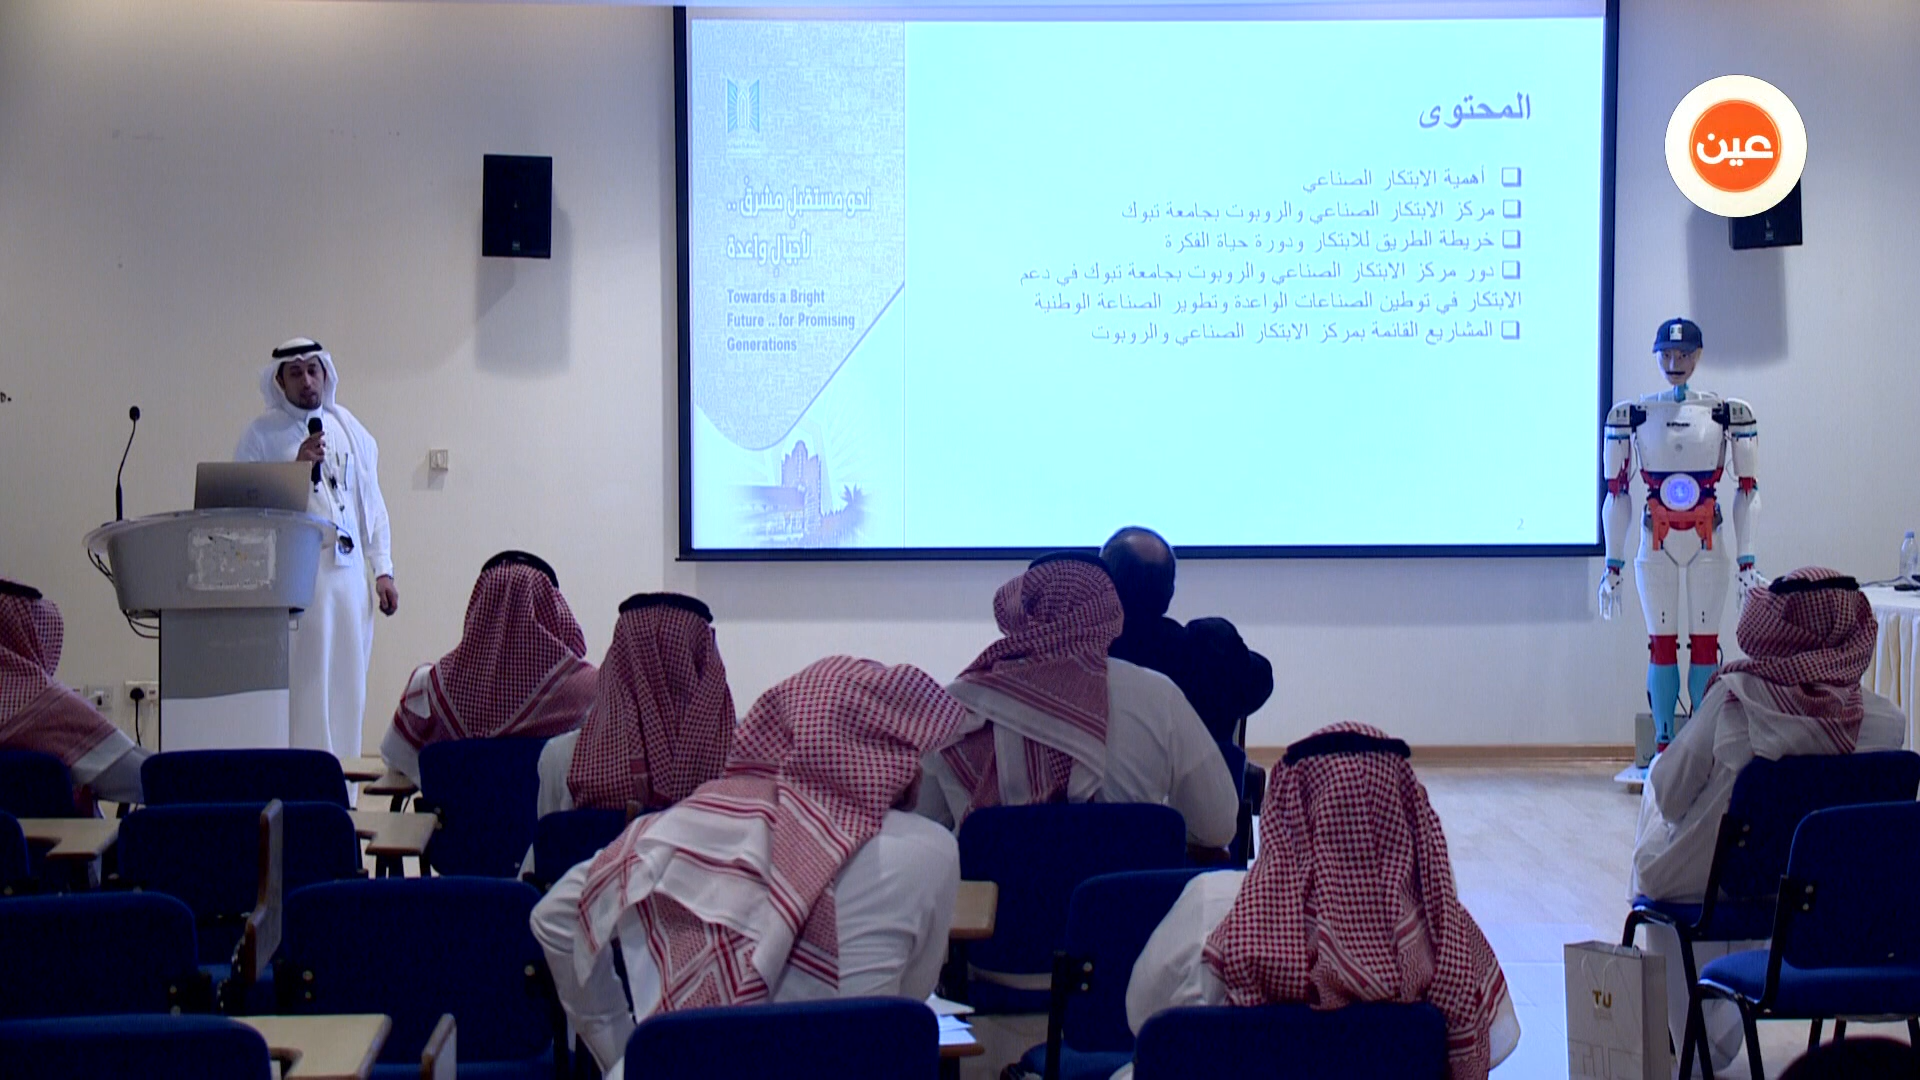 عين
المحتوى
أهمية الابتكار الصناعي
مركز الابتكار الصناعي والروبوت بجامعة تبوك
خريطة الطريق للابتكار ودورة حياة الفكرة
دور مركز الابتكار الصناعي والروبوت بجامعة تبوك في دعم
الابتكار في توطين الصناعات الواعدة وتطوير الصناعة الوطنية
المشاريع القائمة بمركز الابتكار الصناعي والروبوت
2
نحو مستقبل مشرق ..
لأجيال واعدة
Towards a Bright
Future .. for Promising
Generations
TU